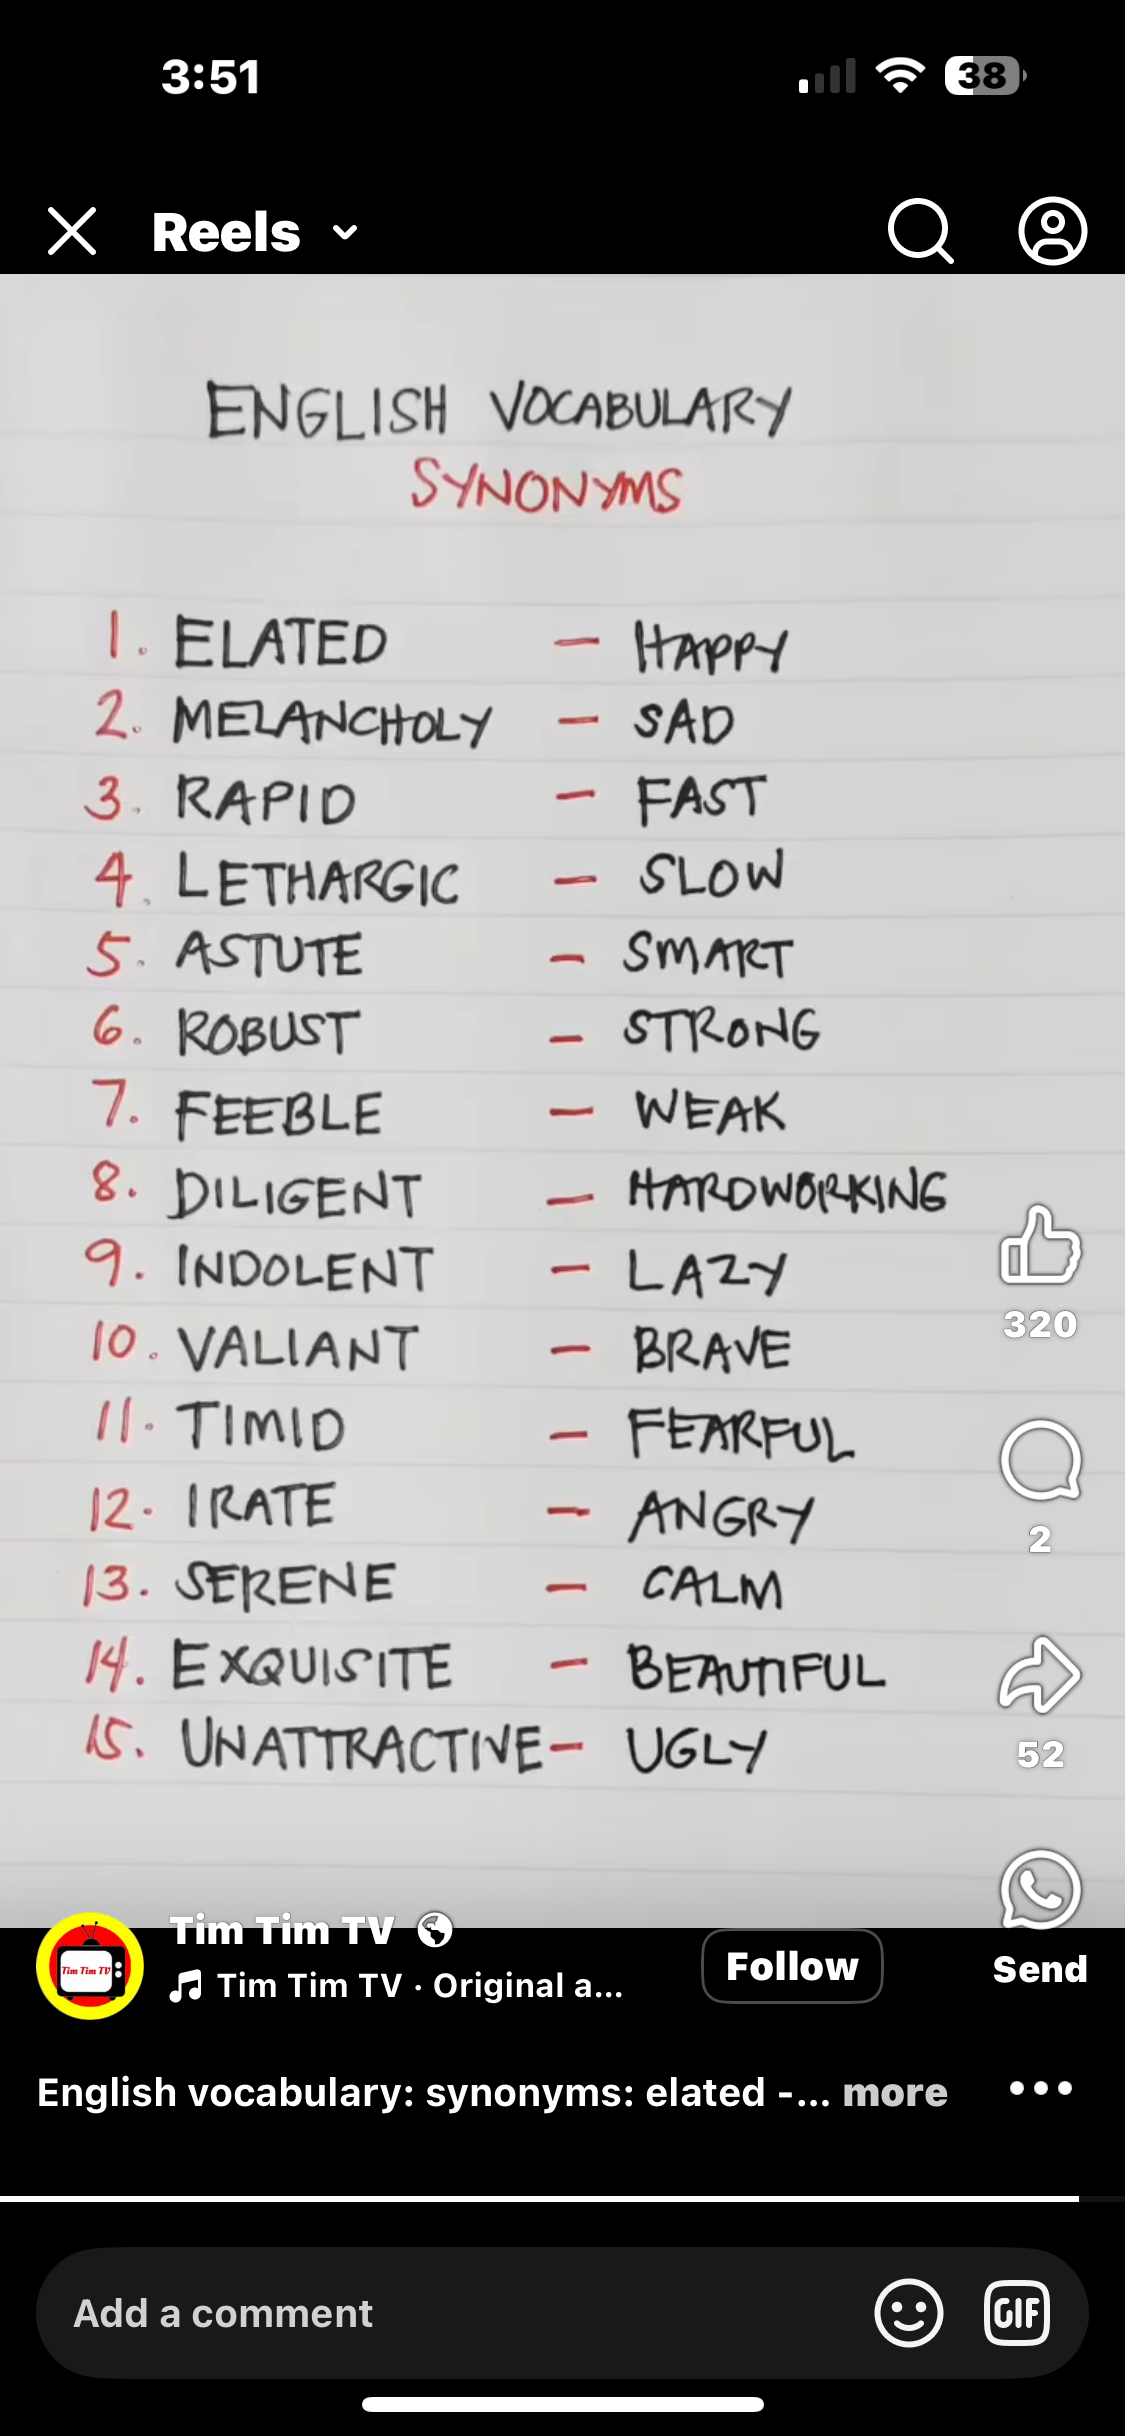 3:51
38
Reels
ENGLISH VOCABULARY
SYNONYMS
1. ELATED — HAPPY
2. MELANCHOLY — SAD
3. RAPID — FAST
4. LETHARGIC — SLOW
5. ASTUTE — SMART
6. ROBUST — STRONG
7. FEEBLE — WEAK
8. DILIGENT — HARDWORKING
9. INDOLENT — LAZY
10. VALIANT — BRAVE
11. TIMID — FEARFUL
12. IRATE — ANGRY
13. SERENE — CALM
14. EXQUISITE — BEAUTIFUL
15. UNATTRACTIVE — UGLY
320
2
52
Tim Tim TV
Tim Tim TV
Tim Tim TV · Original a...
Follow
Send
English vocabulary: synonyms: elated -... more
Add a comment
GIF